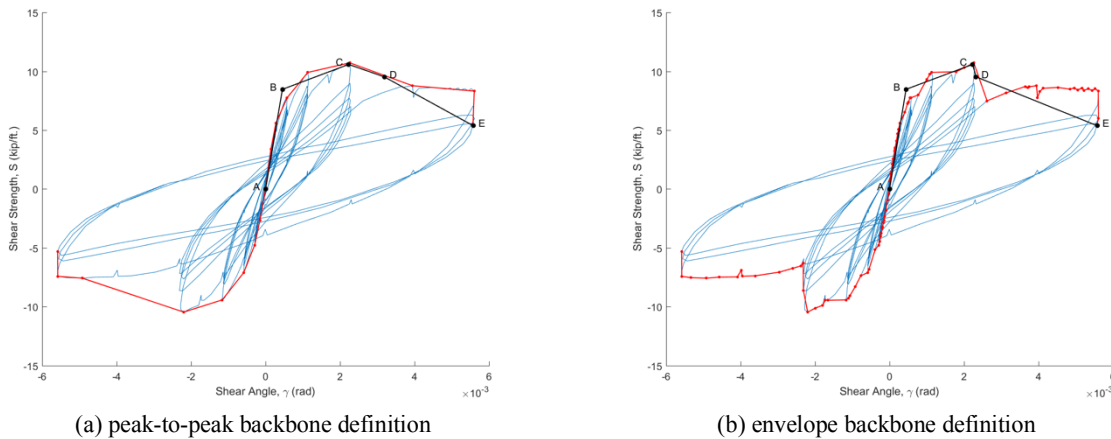 15
10
5
0
-5
-10
-15
-6
-4
-2
0
2
4
6
×10⁻³
Shear Strength, S (kip/ft.)
Shear Angle, γ (rad)
A
B
C
D
E
(a) peak-to-peak backbone definition
15
10
5
0
-5
-10
-15
-6
-4
-2
0
2
4
6
×10⁻³
Shear Strength, S (kip/ft.)
Shear Angle, γ (rad)
A
B
C
D
E
(b) envelope backbone definition